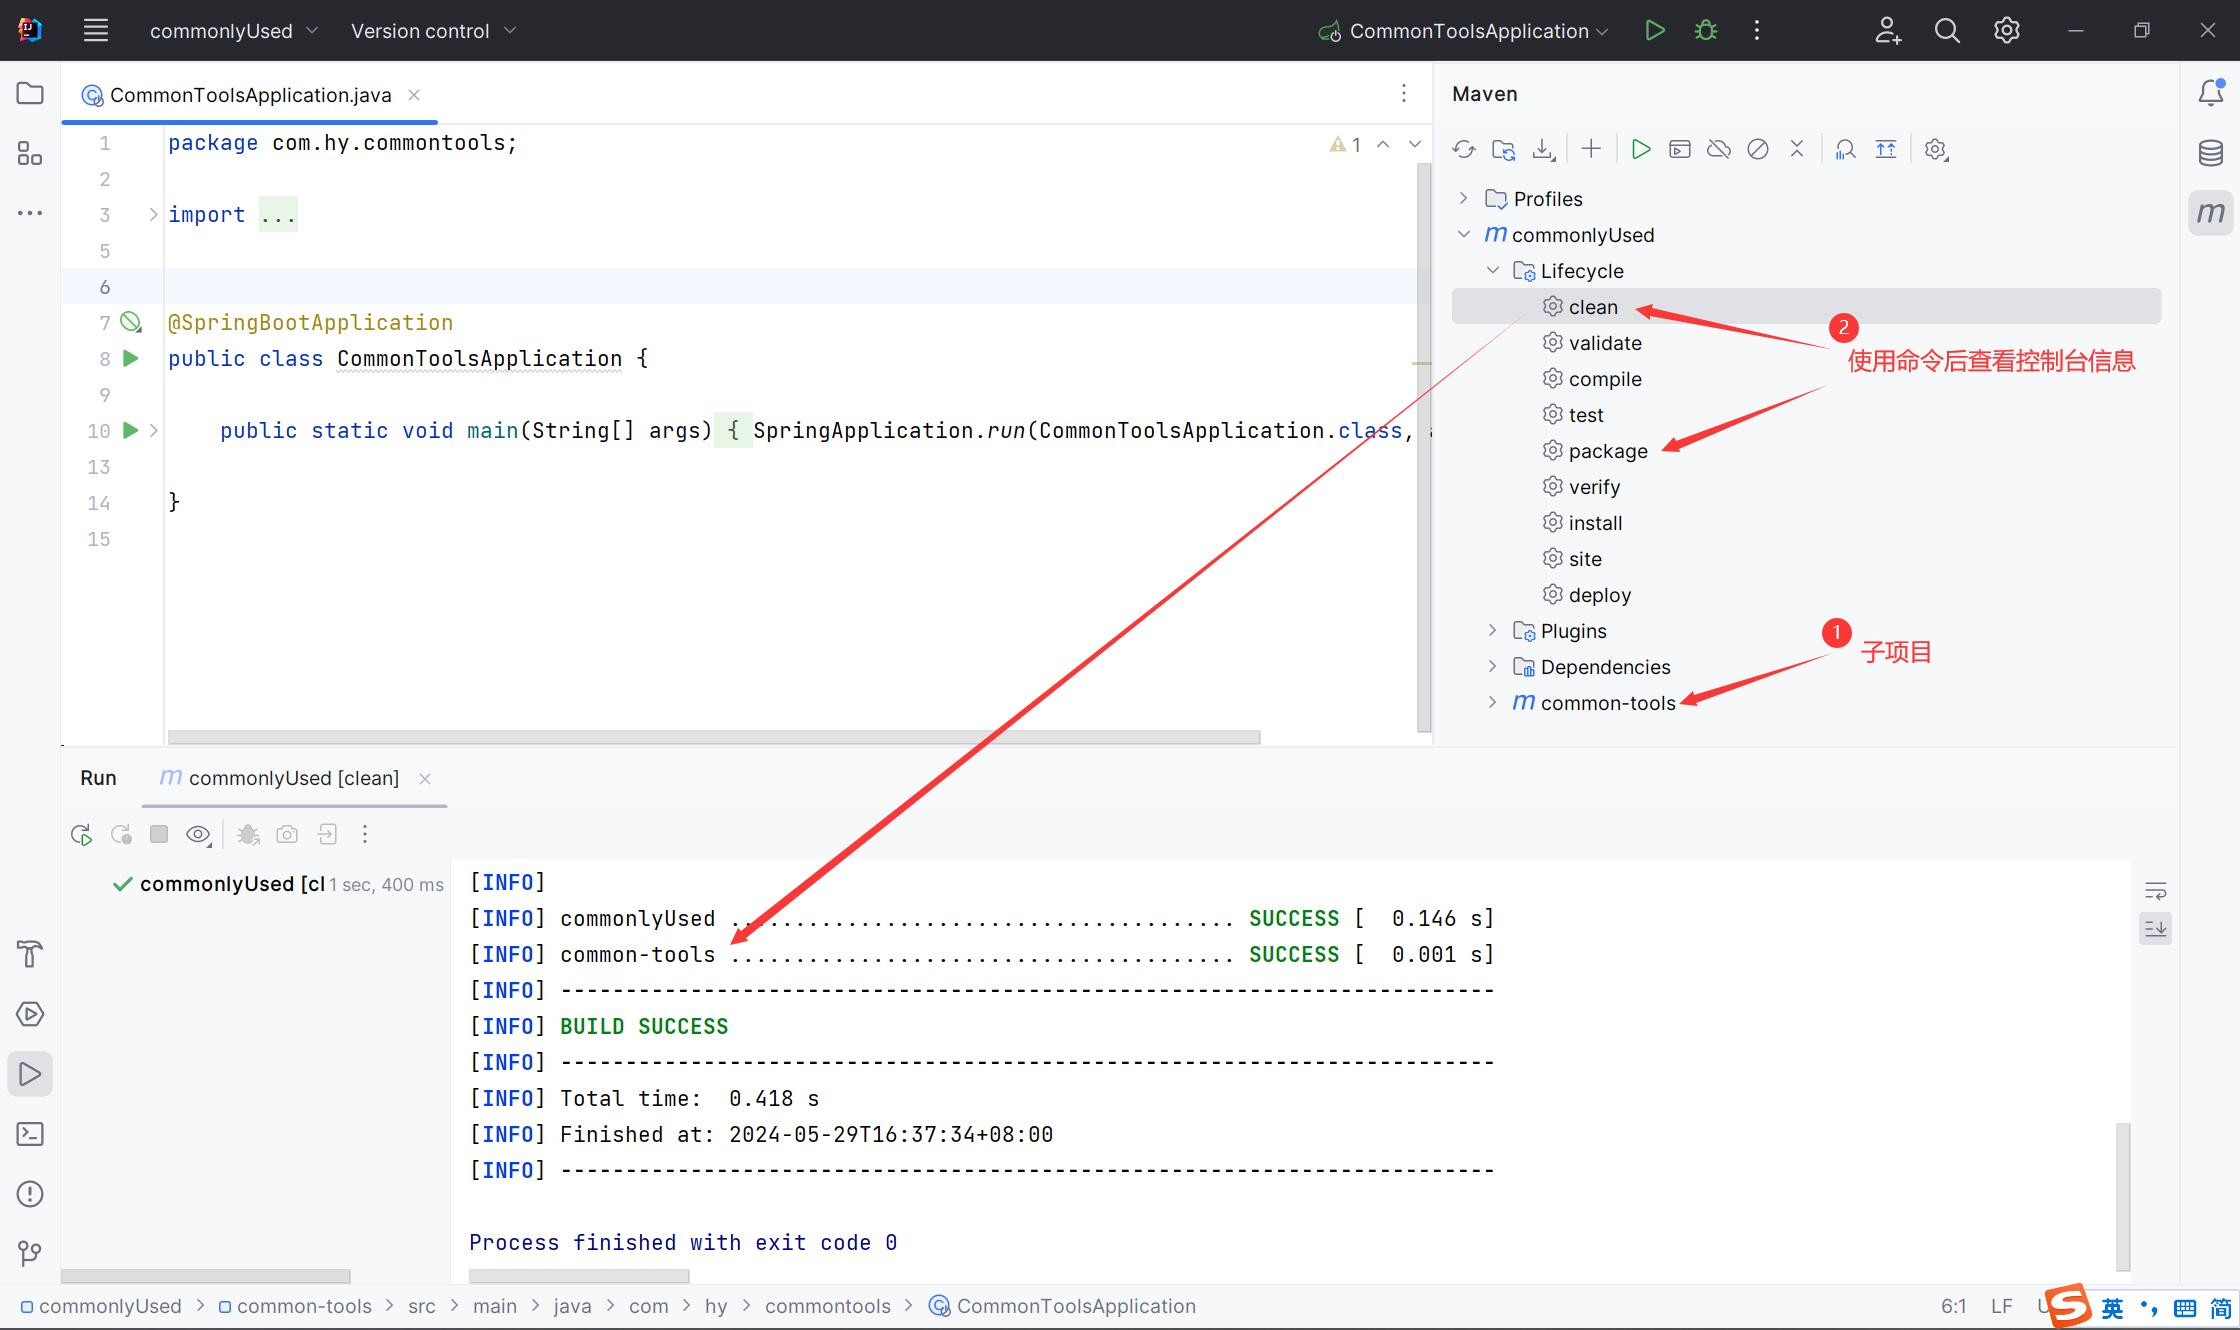 commonlyUsed Version control CommonToolsApplication
CommonToolsApplication.java
1 package com.hy.commontools;
2
3 import ...
5
6
7 @SpringBootApplication
8 public class CommonToolsApplication {
9
10 public static void main(String[] args) { SpringApplication.run(CommonToolsApplication.class,
13
14 }
15
1
Maven
Profiles
commonlyUsed
Lifecycle
clean
validate
compile
test
package
verify
install
site
deploy
Plugins
Dependencies
common-tools
2
使用命令后查看控制台信息
1
子项目
Run commonlyUsed [clean]
commonlyUsed [cl 1 sec, 400 ms
[INFO]
[INFO] commonlyUsed ....................................... SUCCESS [  0.146 s]
[INFO] common-tools ....................................... SUCCESS [  0.001 s]
[INFO] ------------------------------------------------------------------------
[INFO] BUILD SUCCESS
[INFO] ------------------------------------------------------------------------
[INFO] Total time:  0.418 s
[INFO] Finished at: 2024-05-29T16:37:34+08:00
[INFO] ------------------------------------------------------------------------
Process finished with exit code 0
commonlyUsed > common-tools > src > main > java > com > hy > commontools > CommonToolsApplication
6:1 LF
英 简